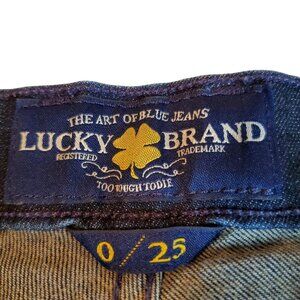 THE ART OF BLUE JEANS
LUCKY BRAND
REGISTERED TRADEMARK
TOO TOUGH TO DIE
0/25